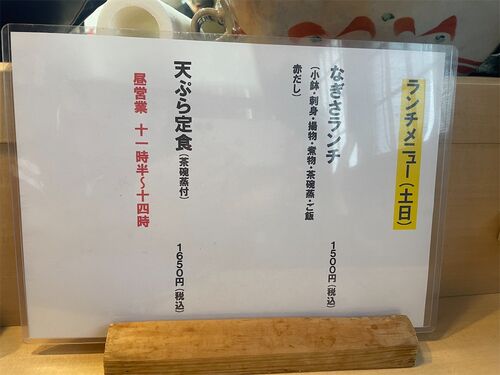 ランチメニュー(土日)
なぎさランチ
(小鉢・刺身・揚物・煮物・茶碗蒸・ご飯
赤だし)
1500円(税込)
天ぷら定食(茶碗蒸付)
1650円(税込)
昼営業 十一時半～十四時